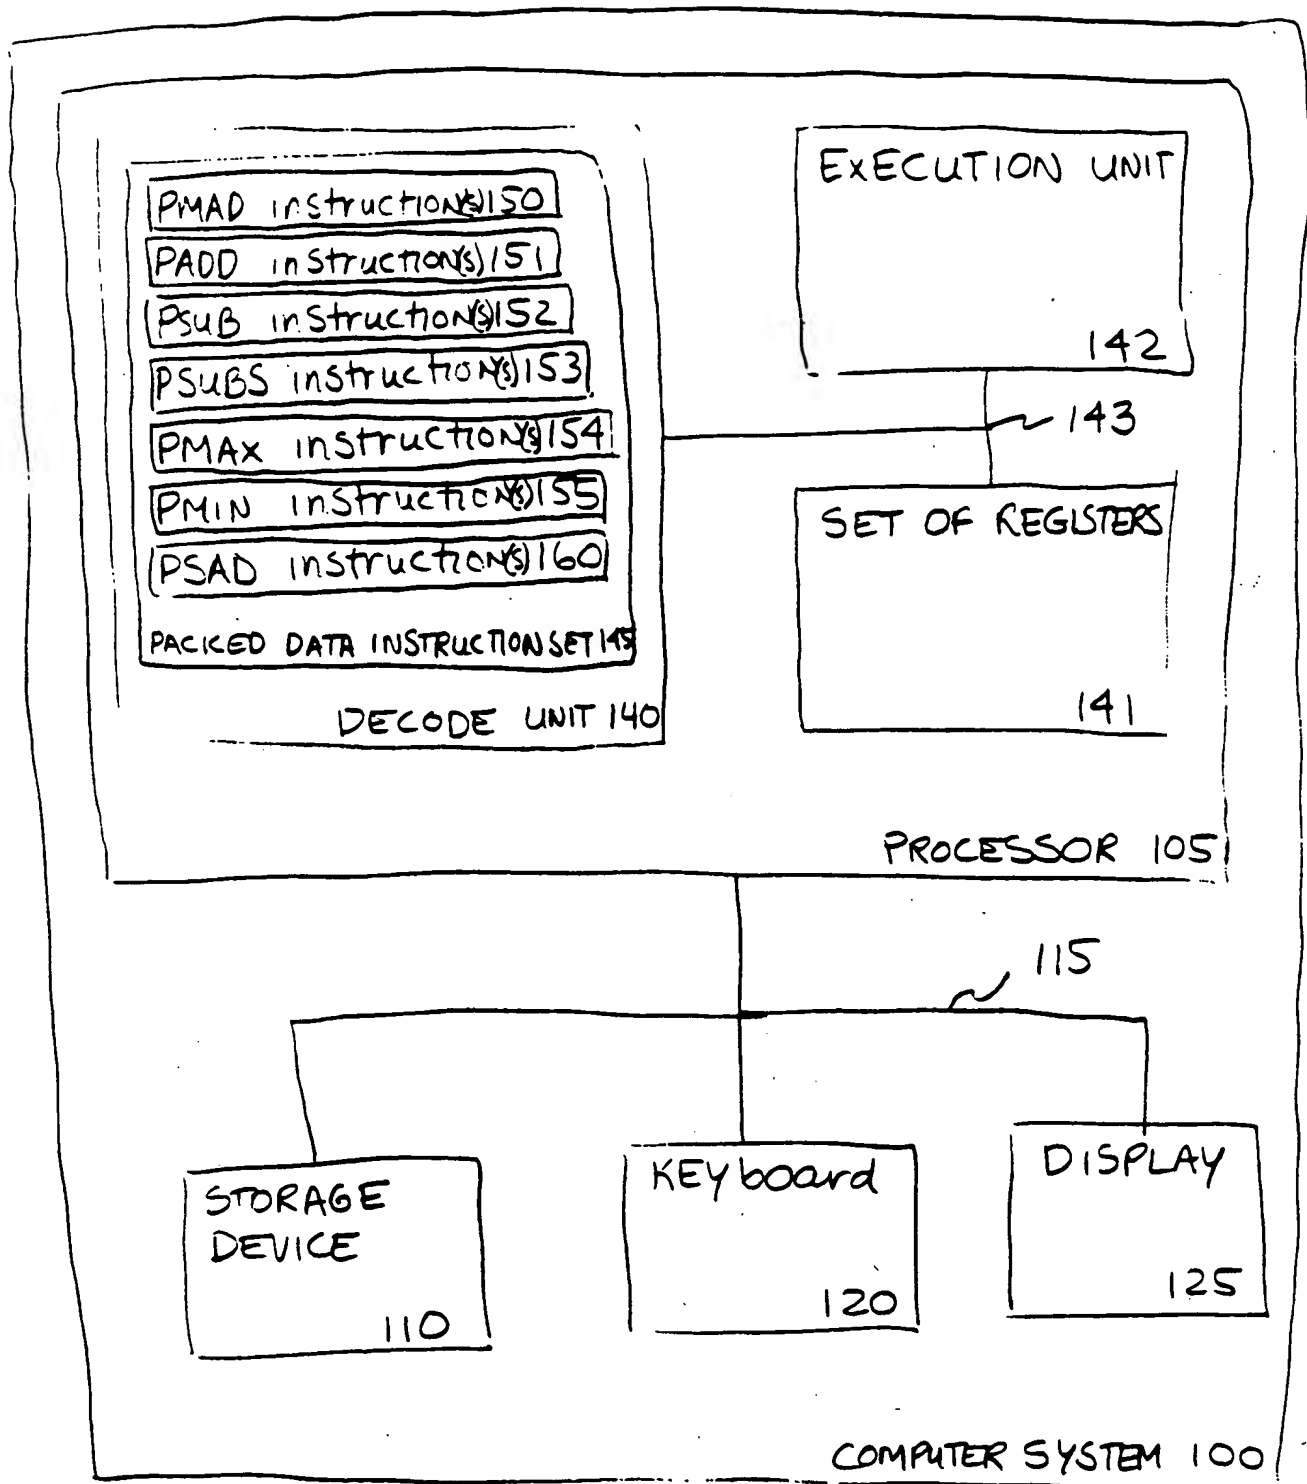 PMAD instruction(s) 150
PADD instruction(s) 151
PSUB instruction(s) 152
PSUBS instruction(s) 153
PMAX instruction(s) 154
PMIN instruction(s) 155
PSAD instruction(s) 160
PACKED DATA INSTRUCTION SET 145
DECODE UNIT 140
EXECUTION UNIT
142
143
SET OF REGISTERS
141
PROCESSOR 105
115
STORAGE
DEVICE
110
KEYboard
120
DISPLAY
125
COMPUTER SYSTEM 100